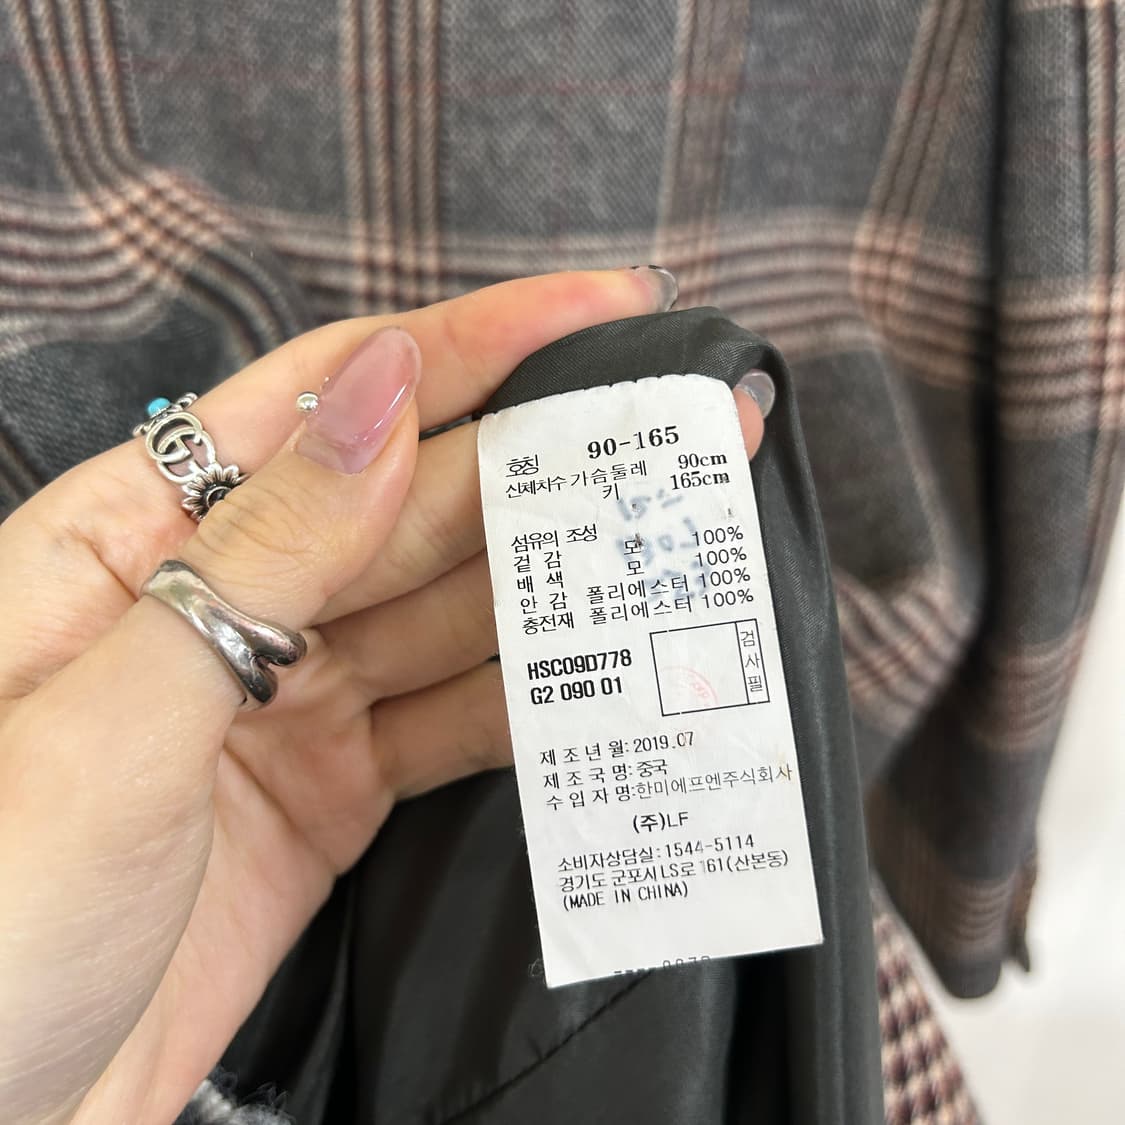 호칭 90-165
신체치수 가슴둘레 90cm
키 165cm
섬유의 조성
겉 감 모 100%
배 색 모 100%
안 감 폴리에스터 100%
충전재 폴리에스터 100%
HSC09D778
G2 090 01
검사필
제 조 년 월: 2019.07
제 조 국 명: 중국
수 입 자 명:한미에프엔주식회사
(주)LF
소비자상담실: 1544-5114
경기도 군포시 LS로 161(산본동)
(MADE IN CHINA)